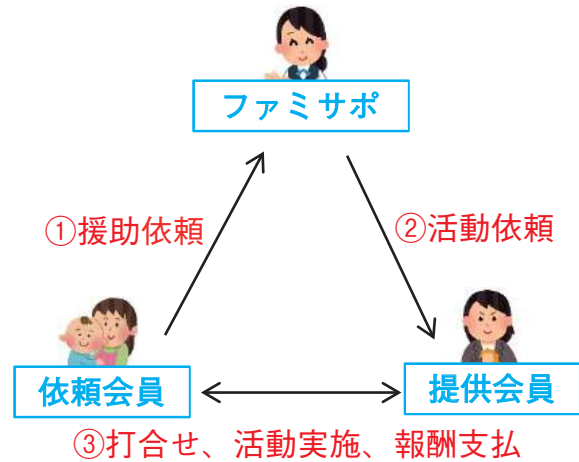 ファミサポ
①援助依頼
②活動依頼
依頼会員
提供会員
③打合せ、活動実施、報酬支払